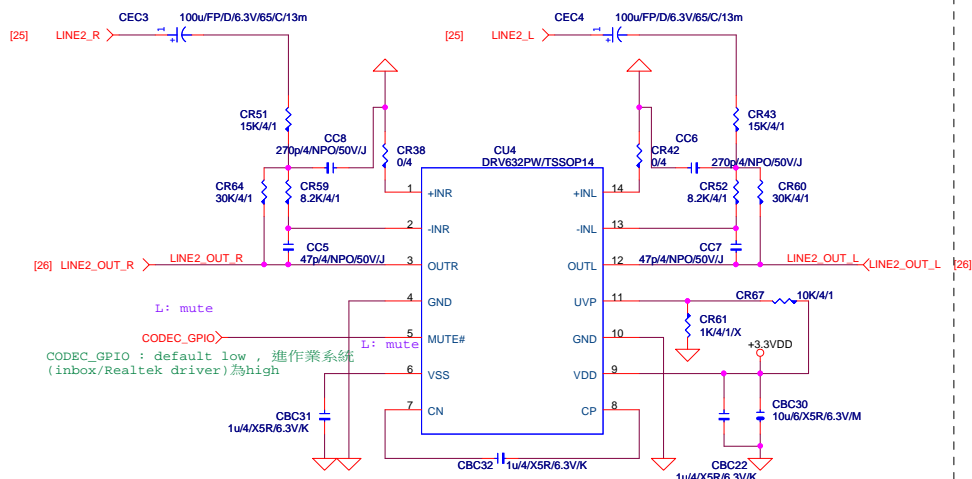 CEC3
100u/FP/D/6.3V/65/C/13m
CEC4
100u/FP/D/6.3V/65/C/13m
[25]
LINE2_R
1
+
[25]
LINE2_L
1
+
CR51
15K/4/1
CR43
15K/4/1
CC8
270p/4/NPO/50V/J
CR38
0/4
CU4
DRV632PW/TSSOP14
CR42
0/4
CC6
270p/4/NPO/50V/J
CR64
30K/4/1
CR59
8.2K/4/1
CR52
8.2K/4/1
CR60
30K/4/1
1
+INR
+INL
14
2
-INR
-INL
13
CC5
47p/4/NPO/50V/J
CC7
47p/4/NPO/50V/J
[26]
LINE2_OUT_R
LINE2_OUT_R
3
OUTR
OUTL
12
LINE2_OUT_L
LINE2_OUT_L
[26]
4
GND
UVP
11
CR67
10K/4/1
L: mute
CR61
1K/4/1/X
CODEC_GPIO
5
MUTE#
GND
10
L: mute
+3.3VDD
CODEC_GPIO : default low , 進作業系統
(inbox/Realtek driver)為high
6
VSS
VDD
9
7
CN
CP
8
CBC31
1u/4/X5R/6.3V/K
CBC30
10u/6/X5R/6.3V/M
CBC32
1u/4/X5R/6.3V/K
CBC22
1u/4/X5R/6.3V/K